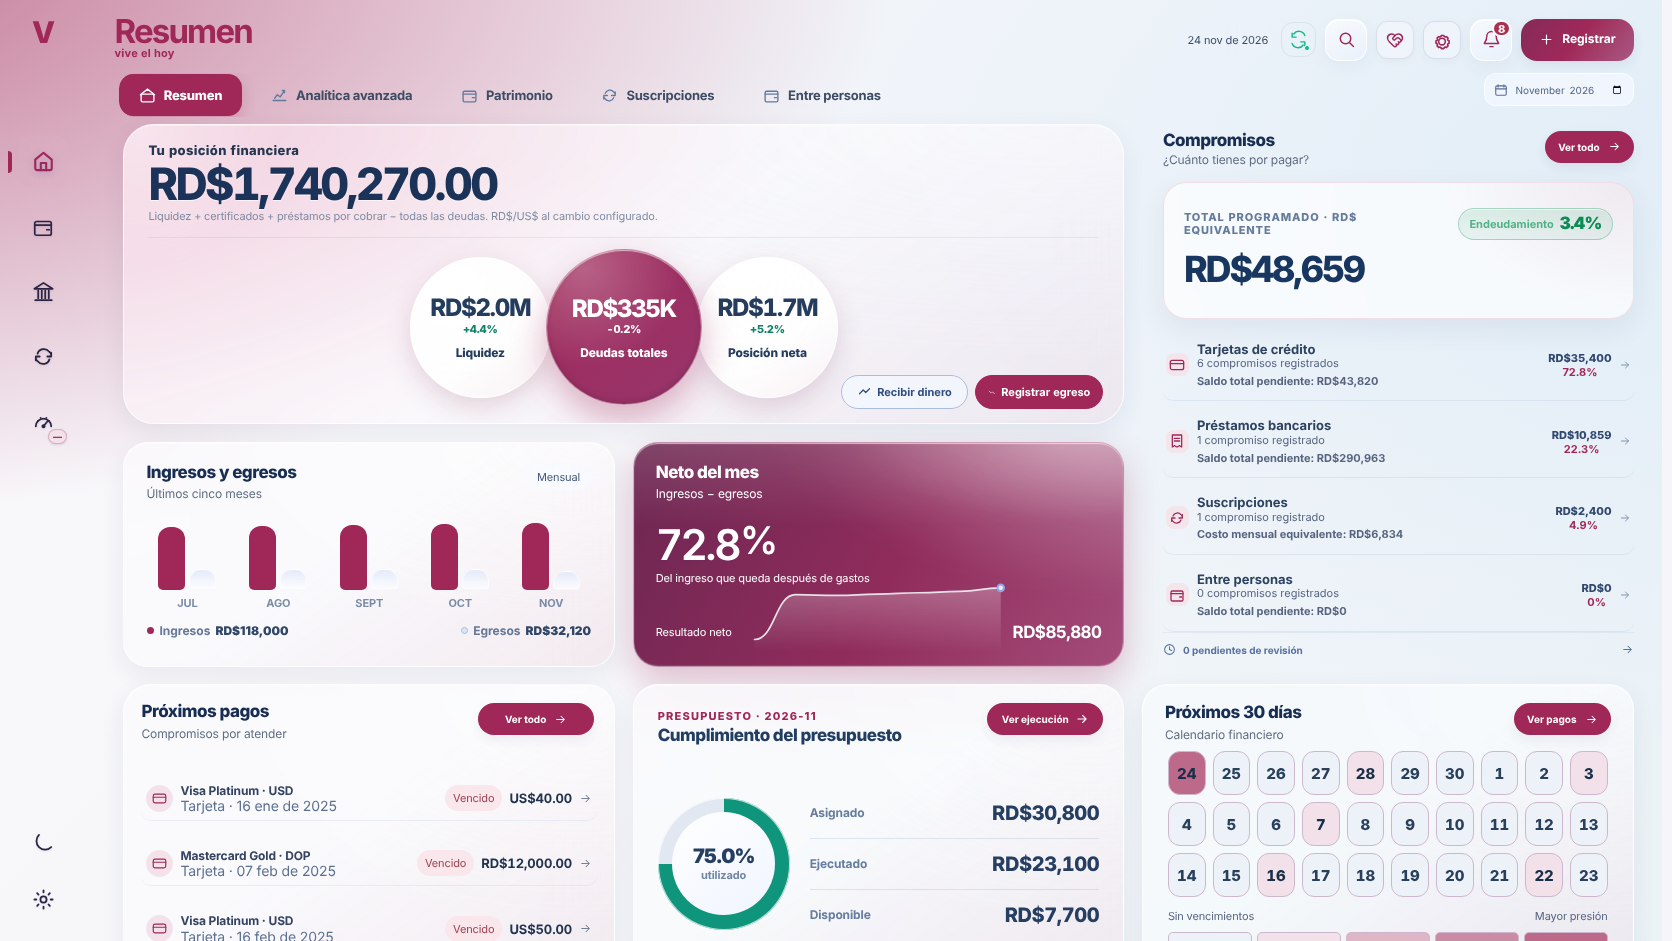 V
Resumen
vive el hoy
24 nov de 2026
8
Registrar
Resumen
Analítica avanzada
Patrimonio
Suscripciones
Entre personas
November 2026
Tu posición financiera
RD$1,740,270.00
Liquidez + certificados + préstamos por cobrar − todas las deudas. RD$/US$ al cambio configurado.
RD$2.0M
+4.4%
Liquidez
RD$335K
-0.2%
Deudas totales
RD$1.7M
+5.2%
Posición neta
Recibir dinero
Registrar egreso
Compromisos
¿Cuánto tienes por pagar?
Ver todo
TOTAL PROGRAMADO · RD$
EQUIVALENTE
Endeudamiento 3.4%
RD$48,659
Tarjetas de crédito
6 compromisos registrados
Saldo total pendiente: RD$43,820
RD$35,400
72.8%
Préstamos bancarios
1 compromiso registrado
Saldo total pendiente: RD$290,963
RD$10,859
22.3%
Suscripciones
1 compromiso registrado
Costo mensual equivalente: RD$6,834
RD$2,400
4.9%
Entre personas
0 compromisos registrados
Saldo total pendiente: RD$0
RD$0
0%
0 pendientes de revisión
Ingresos y egresos
Últimos cinco meses
Mensual
JUL AGO SEPT OCT NOV
Ingresos RD$118,000
Egresos RD$32,120
Neto del mes
Ingresos − egresos
72.8%
Del ingreso que queda después de gastos
Resultado neto
RD$85,880
Próximos pagos
Compromisos por atender
Ver todo
Visa Platinum · USD
Tarjeta · 16 ene de 2025
Vencido US$40.00
Mastercard Gold · DOP
Tarjeta · 07 feb de 2025
Vencido RD$12,000.00
Visa Platinum · USD
Tarjeta · 16 feb de 2025
Vencido US$50.00
PRESUPUESTO · 2026-11
Cumplimiento del presupuesto
Ver ejecución
75.0%
utilizado
Asignado RD$30,800
Ejecutado RD$23,100
Disponible RD$7,700
Próximos 30 días
Calendario financiero
Ver pagos
24 25 26 27 28 29 30 1 2 3
4 5 6 7 8 9 10 11 12 13
14 15 16 17 18 19 20 21 22 23
Sin vencimientos Mayor presión